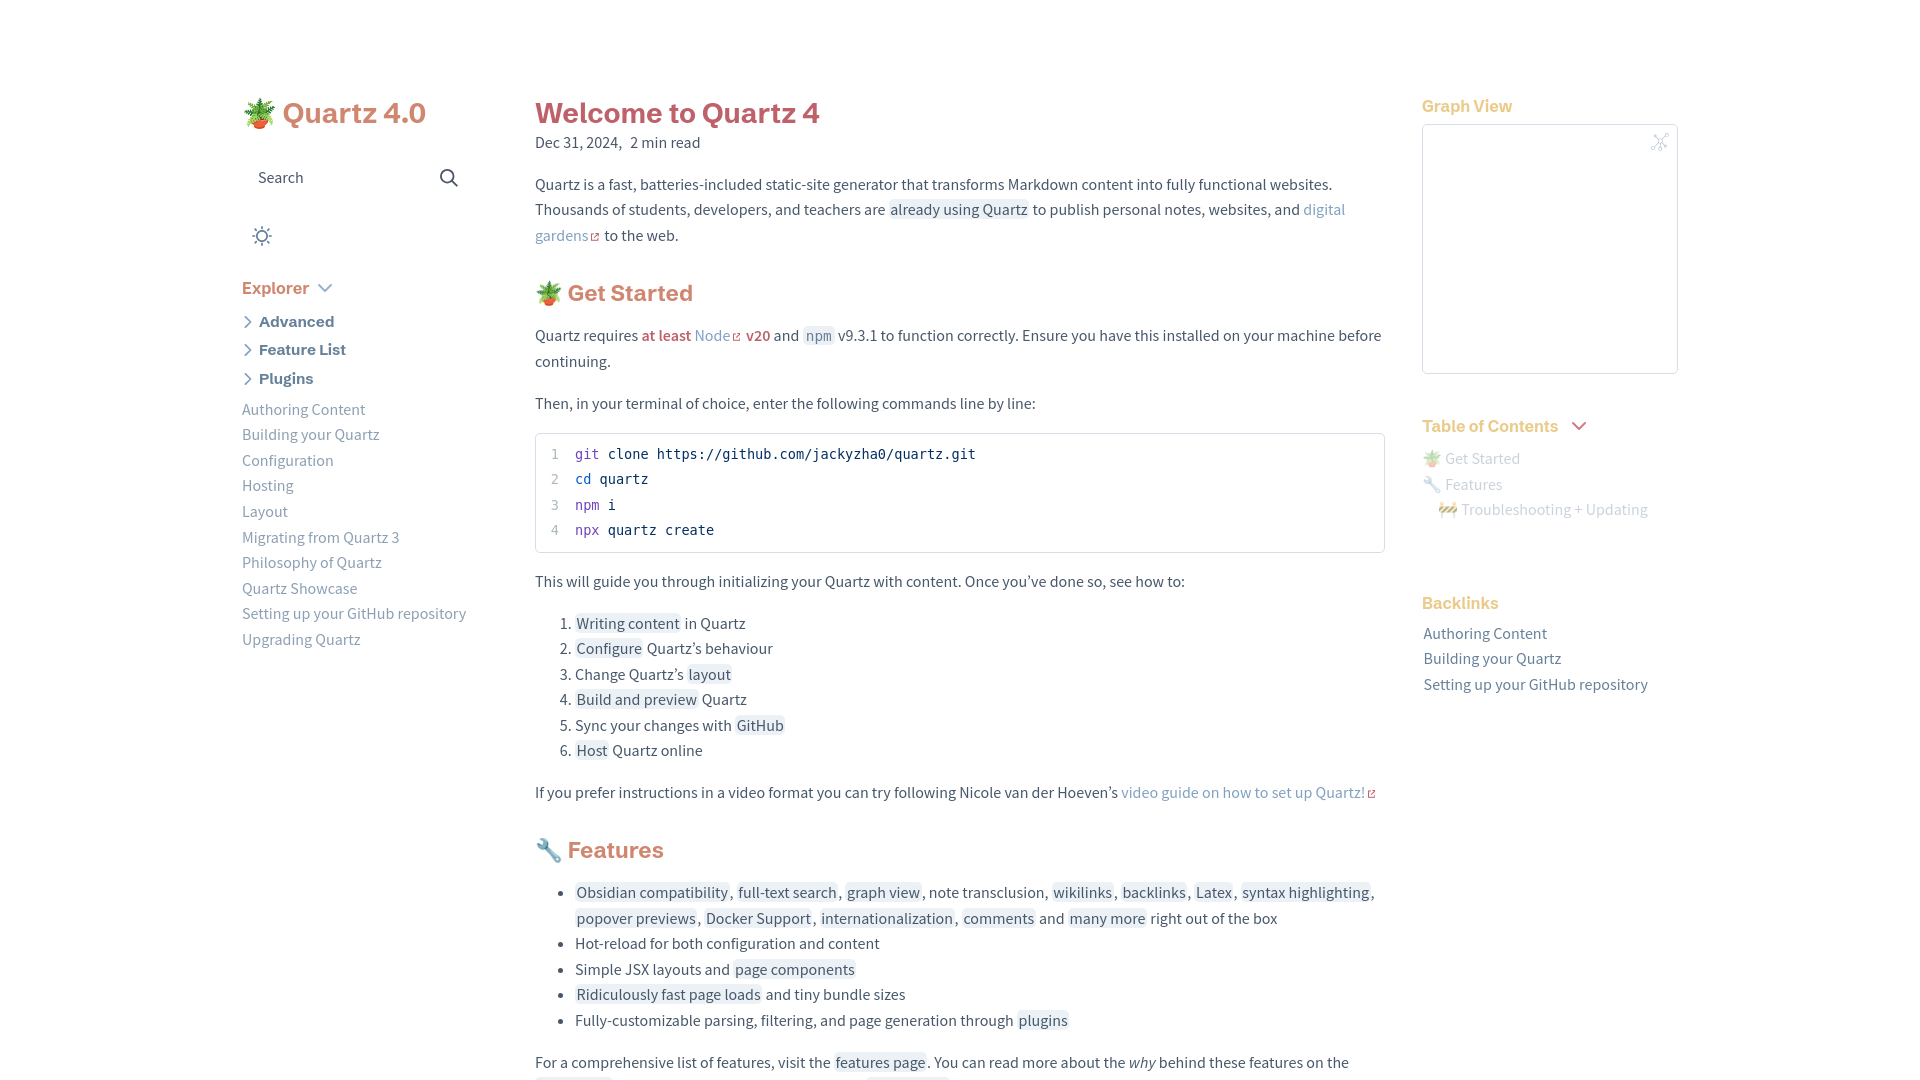 🪴 Quartz 4.0
Search
Explorer
Advanced
Feature List
Plugins
Authoring Content
Building your Quartz
Configuration
Hosting
Layout
Migrating from Quartz 3
Philosophy of Quartz
Quartz Showcase
Setting up your GitHub repository
Upgrading Quartz
Welcome to Quartz 4
Dec 31, 2024, 2 min read
Quartz is a fast, batteries-included static-site generator that transforms Markdown content into fully functional websites.
Thousands of students, developers, and teachers are already using Quartz to publish personal notes, websites, and digital
gardens to the web.
🪴 Get Started
Quartz requires at least Node v20 and npm v9.3.1 to function correctly. Ensure you have this installed on your machine before
continuing.
Then, in your terminal of choice, enter the following commands line by line:
1 git clone https://github.com/jackyzha0/quartz.git
2 cd quartz
3 npm i
4 npx quartz create
This will guide you through initializing your Quartz with content. Once you’ve done so, see how to:
1. Writing content in Quartz
2. Configure Quartz’s behaviour
3. Change Quartz’s layout
4. Build and preview Quartz
5. Sync your changes with GitHub
6. Host Quartz online
If you prefer instructions in a video format you can try following Nicole van der Hoeven’s video guide on how to set up Quartz!
🔧 Features
• Obsidian compatibility, full-text search, graph view, note transclusion, wikilinks, backlinks, Latex, syntax highlighting,
popover previews, Docker Support, internationalization, comments and many more right out of the box
• Hot-reload for both configuration and content
• Simple JSX layouts and page components
• Ridiculously fast page loads and tiny bundle sizes
• Fully-customizable parsing, filtering, and page generation through plugins
For a comprehensive list of features, visit the features page. You can read more about the why behind these features on the
Graph View
Table of Contents
🪴 Get Started
🔧 Features
🚧 Troubleshooting + Updating
Backlinks
Authoring Content
Building your Quartz
Setting up your GitHub repository